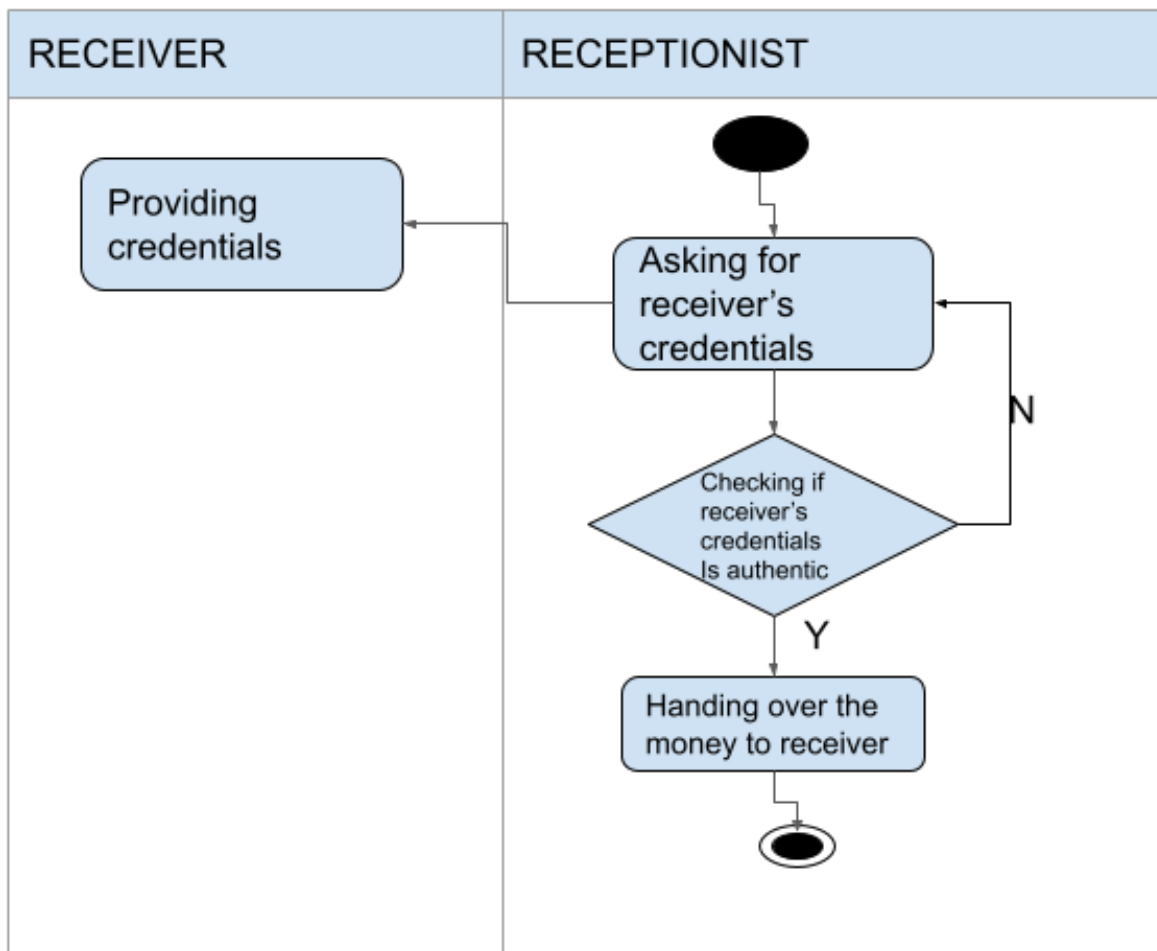 RECEIVER
RECEPTIONIST
Providing
credentials
Asking for
receiver’s
credentials
N
Checking if
receiver’s
credentials
Is authentic
Y
Handing over the
money to receiver